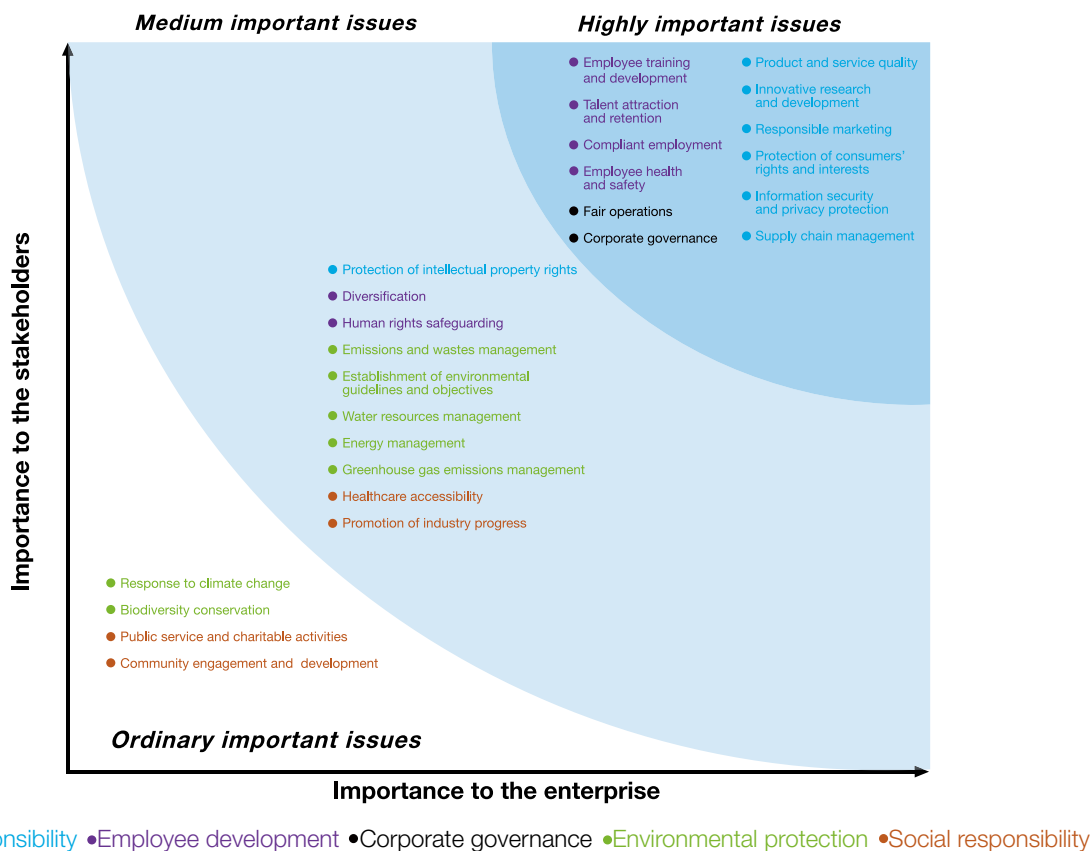 Medium important issues
Highly important issues
Employee training
and development
Talent attraction
and retention
Compliant employment
Employee health
and safety
Fair operations
Corporate governance
Product and service quality
Innovative research
and development
Responsible marketing
Protection of consumers'
rights and interests
Information security
and privacy protection
Supply chain management
Protection of intellectual property rights
Diversification
Human rights safeguarding
Emissions and wastes management
Establishment of environmental
guidelines and objectives
Water resources management
Energy management
Greenhouse gas emissions management
Healthcare accessibility
Promotion of industry progress
Response to climate change
Biodiversity conservation
Public service and charitable activities
Community engagement and development
Ordinary important issues
Importance to the stakeholders
Importance to the enterprise
nsibility •Employee development •Corporate governance •Environmental protection •Social responsibility